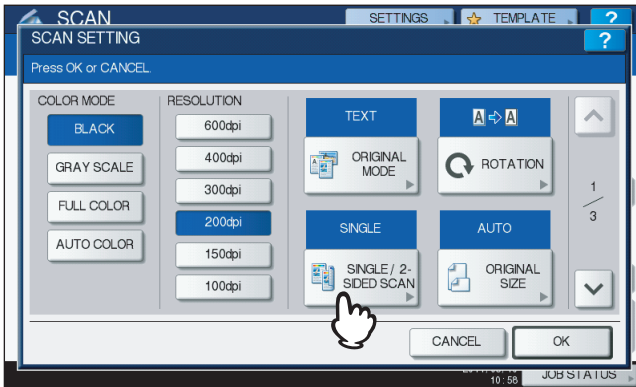 SCAN
SETTINGS
TEMPLATE
?
SCAN SETTING
?
Press OK or CANCEL.
COLOR MODE
BLACK
GRAY SCALE
FULL COLOR
AUTO COLOR
RESOLUTION
600dpi
400dpi
300dpi
200dpi
150dpi
100dpi
TEXT
ORIGINAL
MODE
A A
ROTATION
SINGLE
SINGLE / 2-
SIDED SCAN
AUTO
ORIGINAL
SIZE
1
3
CANCEL
OK
10:58
JOB STATUS